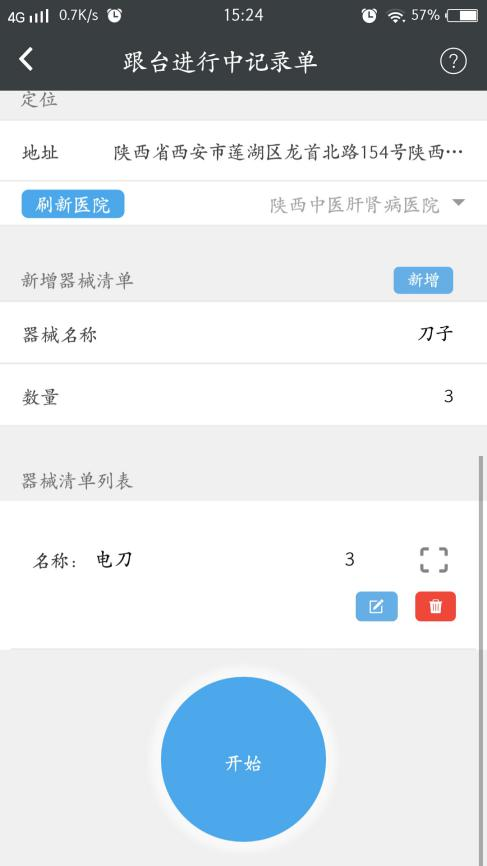 4G 0.7K/s 15:24 57%
跟台进行中记录单 ?
定位
地址 陕西省西安市莲湖区龙首北路154号陕西…
刷新医院 陕西中医肝肾病医院
新增器械清单 新增
器械名称 刀子
数量 3
器械清单列表
名称： 电刀 3
开始